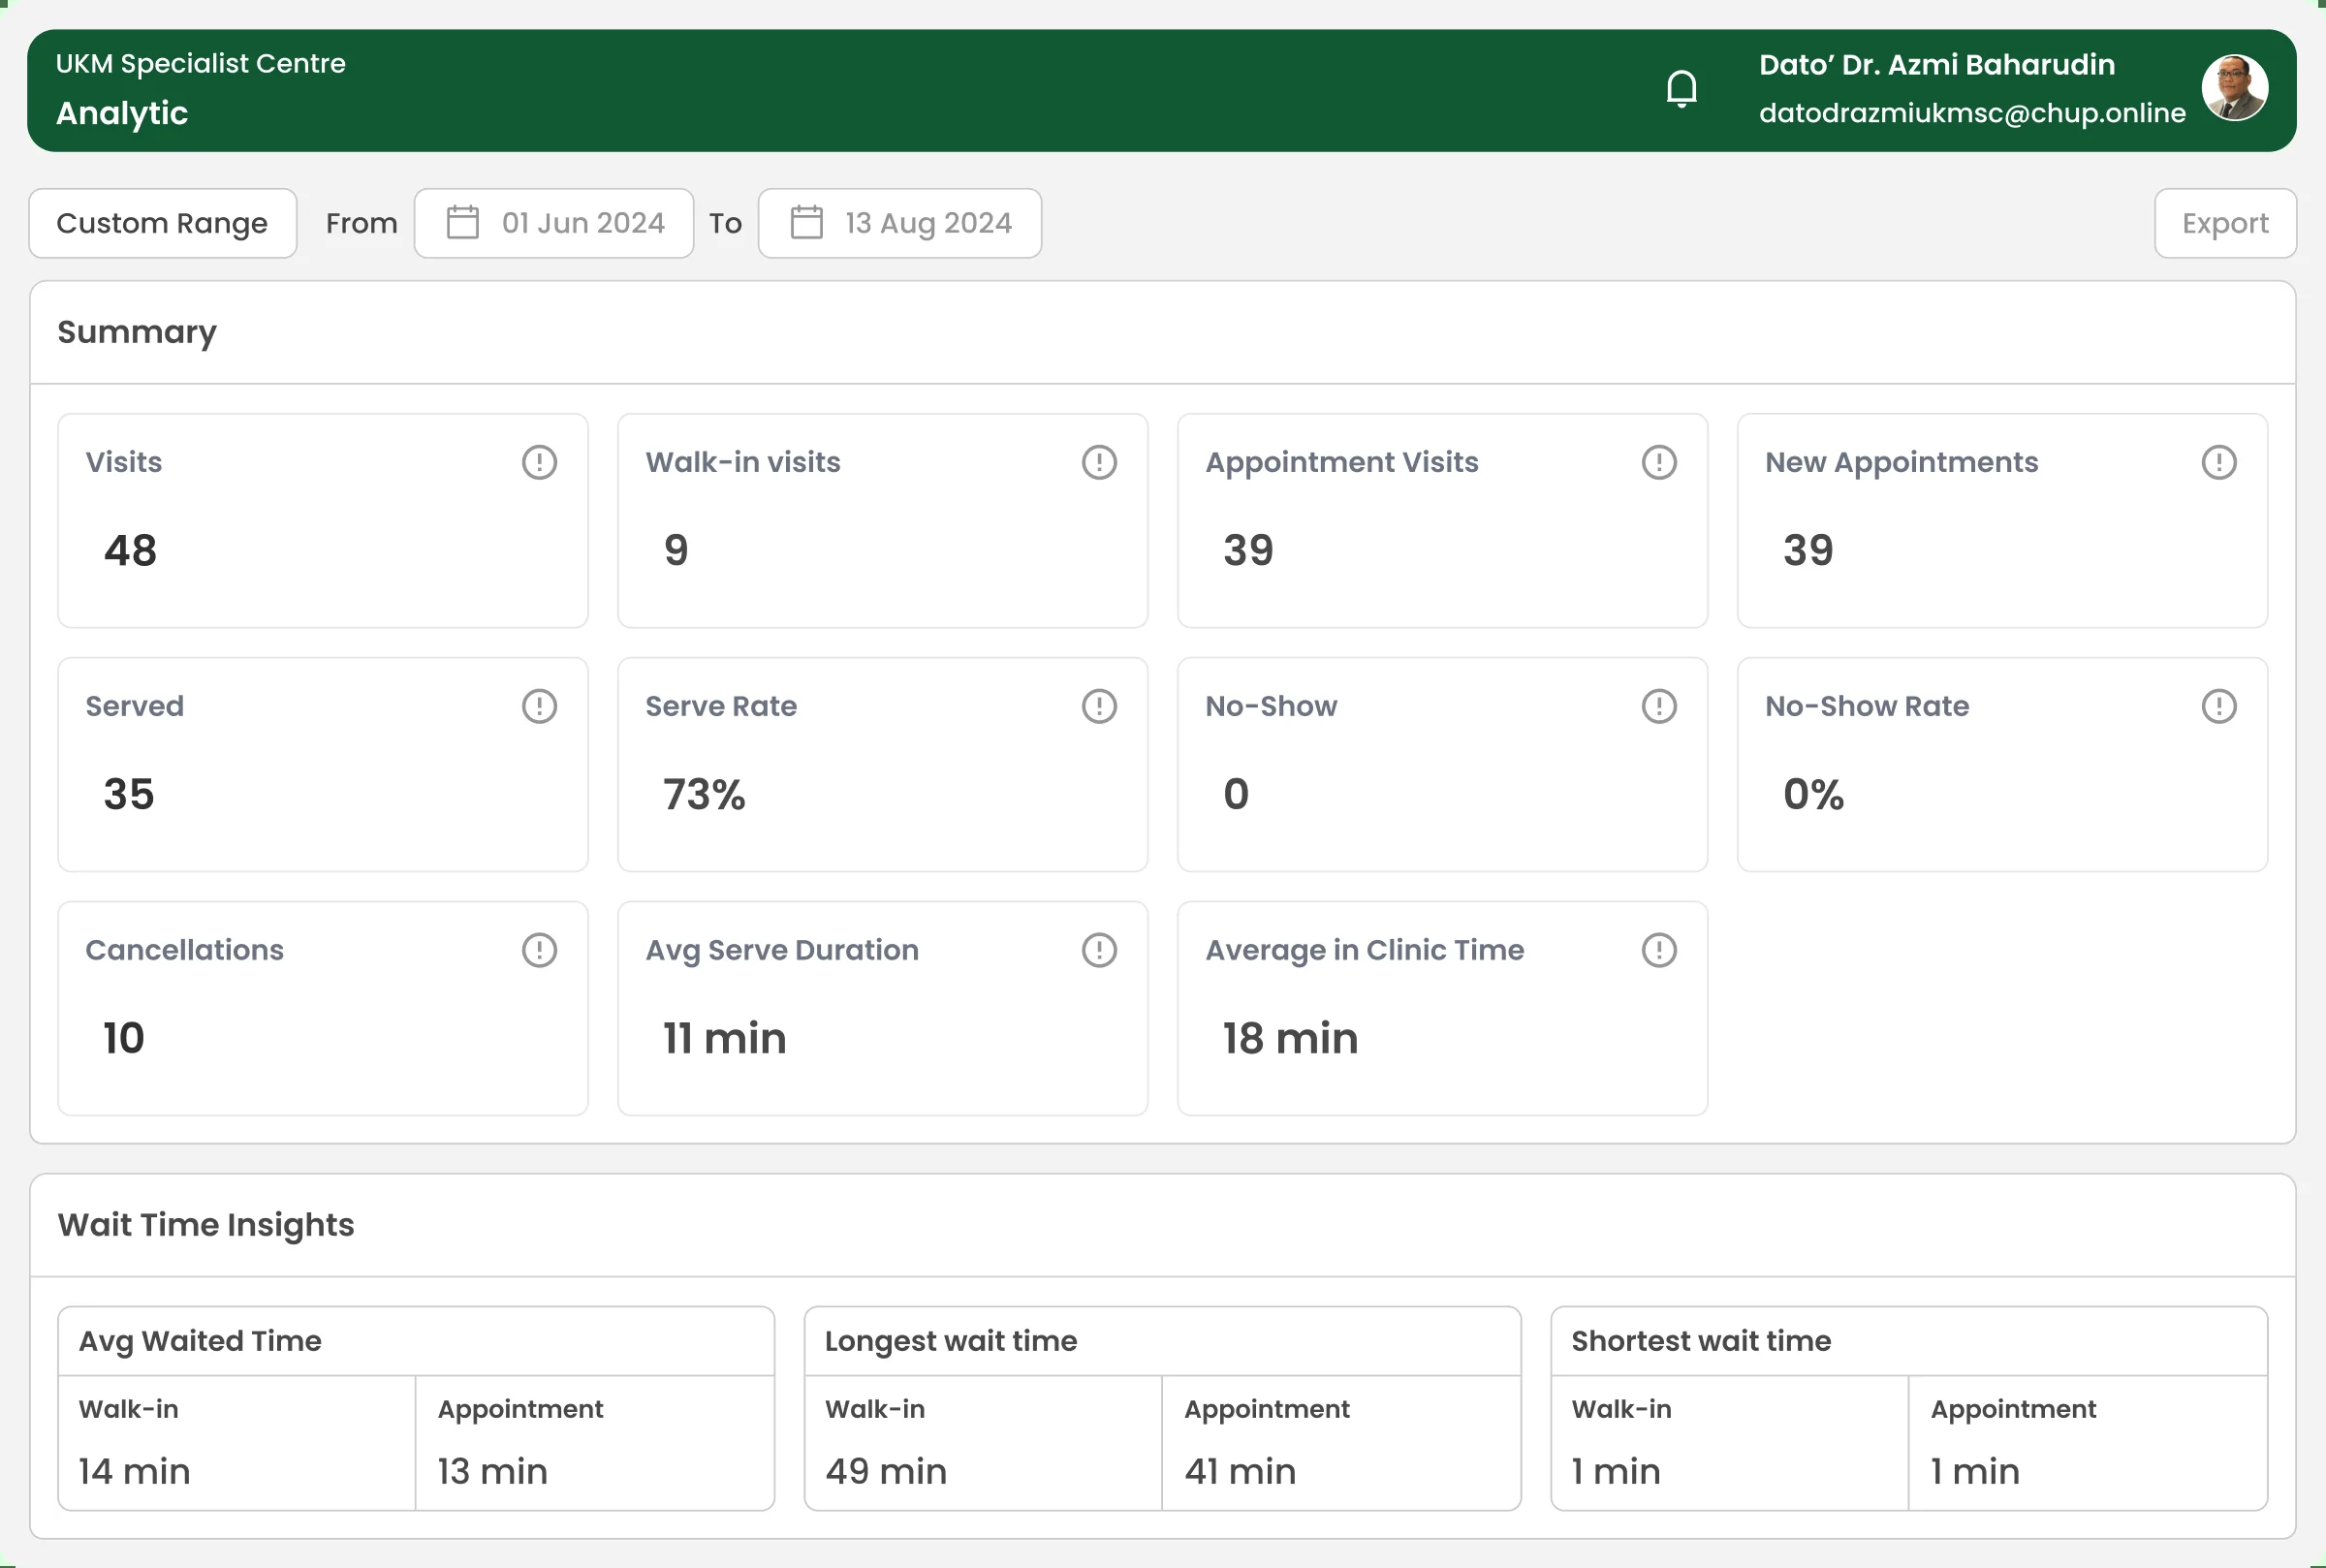 UKM Specialist Centre
Analytic
Dato’ Dr. Azmi Baharudin
datodrazmiukmsc@chup.online
Custom Range From 01 Jun 2024 To 13 Aug 2024 Export
Summary
Visits
48
Walk-in visits
9
Appointment Visits
39
New Appointments
39
Served
35
Serve Rate
73%
No-Show
0
No-Show Rate
0%
Cancellations
10
Avg Serve Duration
11 min
Average in Clinic Time
18 min
Wait Time Insights
Avg Waited Time
Walk-in
14 min
Appointment
13 min
Longest wait time
Walk-in
49 min
Appointment
41 min
Shortest wait time
Walk-in
1 min
Appointment
1 min